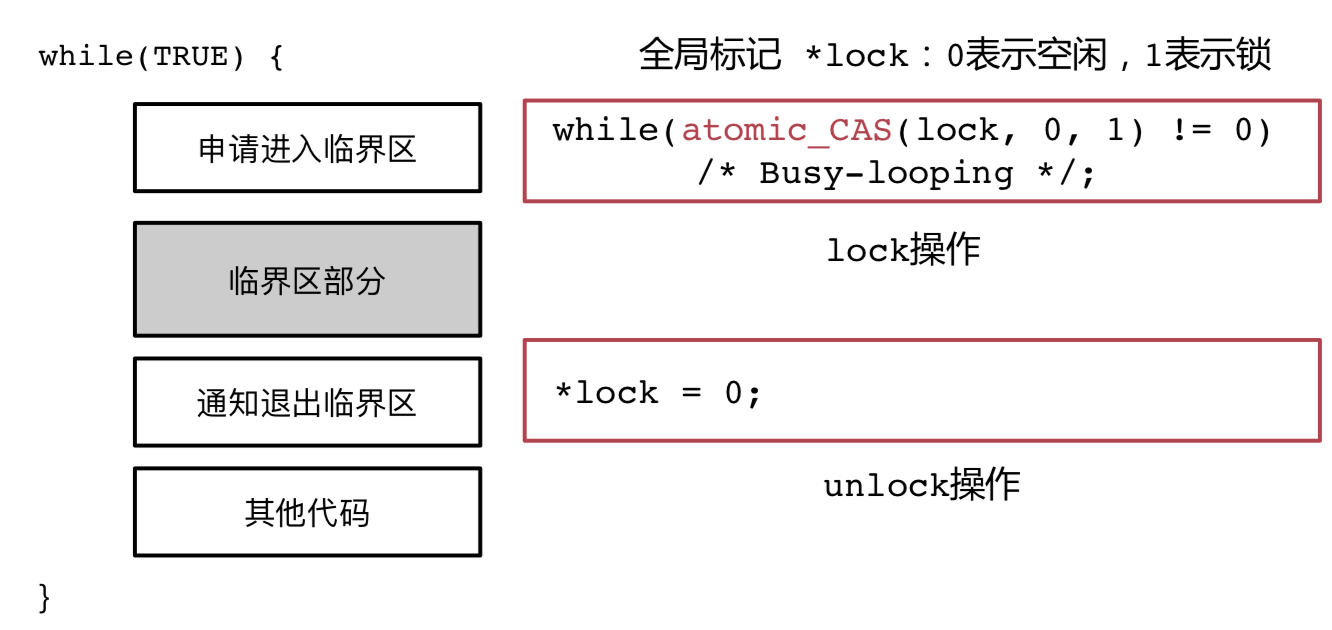 while(TRUE) {
全局标记 *lock：0表示空闲，1表示锁
申请进入临界区
while(atomic_CAS(lock, 0, 1) != 0)
/* Busy-looping */;
lock操作
临界区部分
通知退出临界区
*lock = 0;
unlock操作
其他代码
}